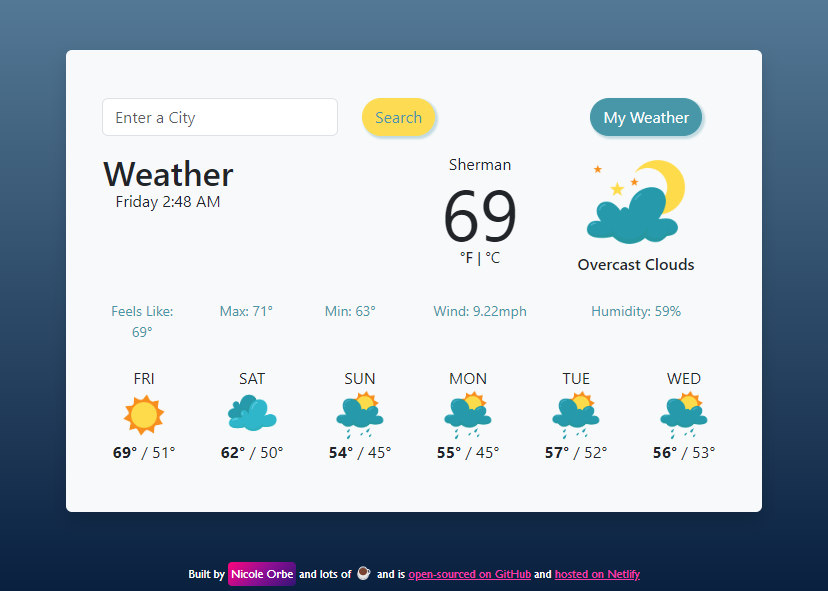 Enter a City
Search
My Weather
Weather
Friday 2:48 AM
Sherman
69
°F | °C
Overcast Clouds
Feels Like: 69°
Max: 71°
Min: 63°
Wind: 9.22mph
Humidity: 59%
FRI SAT SUN MON TUE WED
69° / 51° 62° / 50° 54° / 45° 55° / 45° 57° / 52° 56° / 53°
Built by Nicole Orbe and lots of ☕ and is open-sourced on GitHub and hosted on Netlify